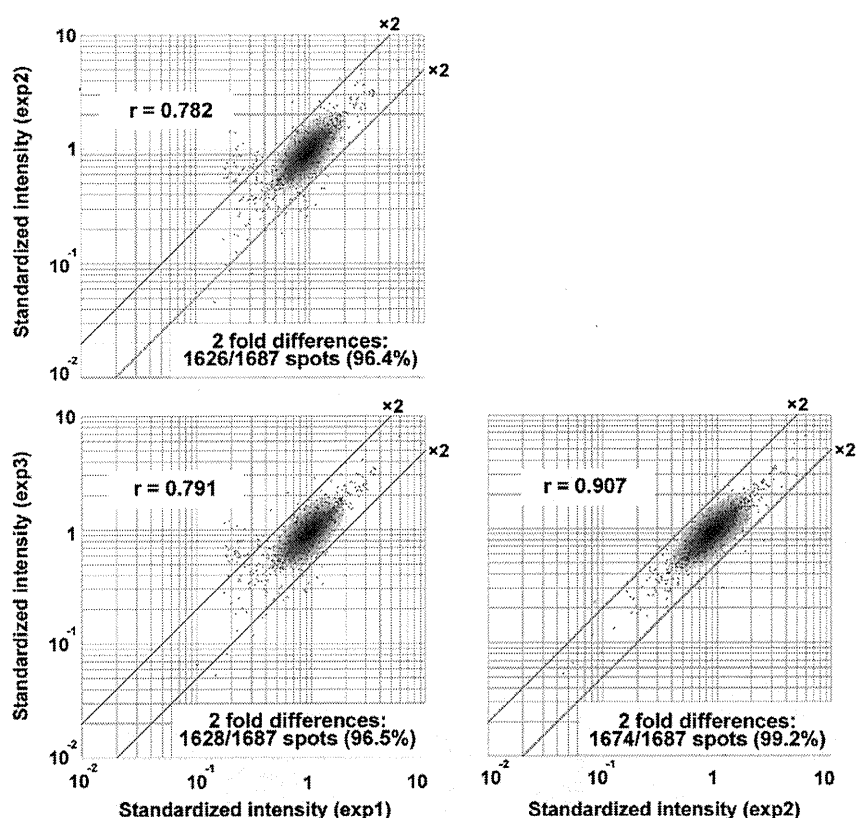 10
×2
×2
r = 0.782
1
10⁻¹
10⁻²
Standardized intensity (exp2)
2 fold differences:
1626/1687 spots (96.4%)
10
×2
×2
r = 0.791
1
10⁻¹
10⁻²
Standardized intensity (exp3)
2 fold differences:
1628/1687 spots (96.5%)
10⁻²
10⁻¹
1
10
Standardized intensity (exp1)
×2
×2
r = 0.907
2 fold differences:
1674/1687 spots (99.2%)
10⁻²
10⁻¹
1
10
Standardized intensity (exp2)